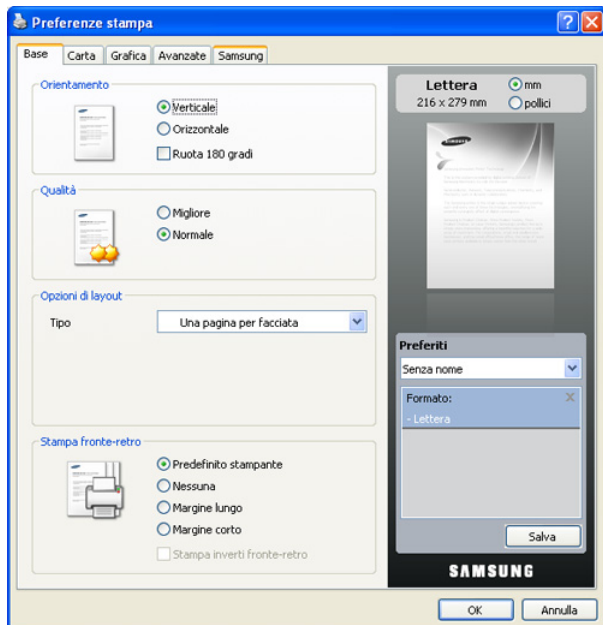 Preferenze stampa
Base Carta Grafica Avanzate Samsung
Orientamento
Verticale
Orizzontale
Ruota 180 gradi
Qualità
Migliore
Normale
Opzioni di layout
Tipo Una pagina per facciata
Stampa fronte-retro
Predefinito stampante
Nessuna
Margine lungo
Margine corto
Stampa inverti fronte-retro
Lettera
216 x 279 mm
mm
pollici
SAMSUNG
Preferiti
Senza nome
Formato: X
- Lettera
Salva
SAMSUNG
OK Annulla